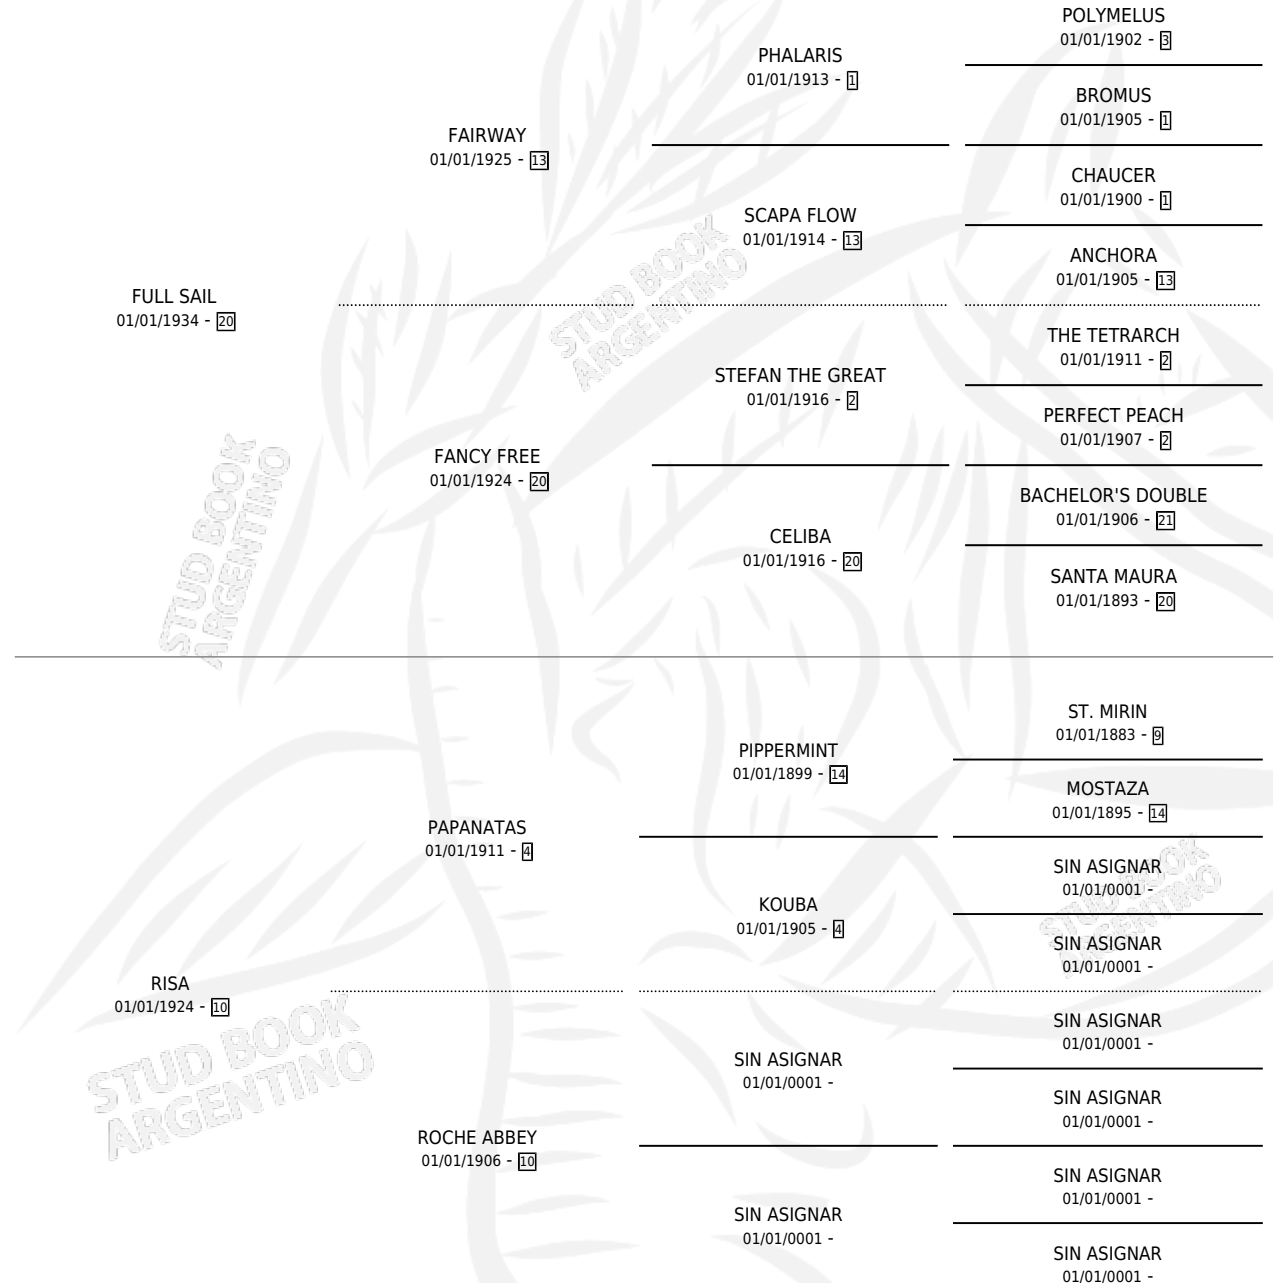 POLYMELUS
01/01/1902 - 3
PHALARIS
01/01/1913 - 1
BROMUS
01/01/1905 - 1
FAIRWAY
01/01/1925 - 13
CHAUCER
01/01/1900 - 1
SCAPA FLOW
01/01/1914 - 13
ANCHORA
01/01/1905 - 13
FULL SAIL
01/01/1934 - 20
THE TETRARCH
01/01/1911 - 2
STEFAN THE GREAT
01/01/1916 - 2
PERFECT PEACH
01/01/1907 - 2
FANCY FREE
01/01/1924 - 20
BACHELOR'S DOUBLE
01/01/1906 - 21
CELIBA
01/01/1916 - 20
SANTA MAURA
01/01/1893 - 20
STUD BOOK
ARGENTINO
STUD BOOK
ARGENTINO
ST. MIRIN
01/01/1883 - 9
PIPPERMINT
01/01/1899 - 14
MOSTAZA
01/01/1895 - 14
PAPANATAS
01/01/1911 - 4
SIN ASIGNAR
01/01/0001 -
KOUBA
01/01/1905 - 4
SIN ASIGNAR
01/01/0001 -
STUD BOOK
ARGENTINO
RISA
01/01/1924 - 10
SIN ASIGNAR
01/01/0001 -
SIN ASIGNAR
01/01/0001 -
SIN ASIGNAR
01/01/0001 -
STUD BOOK
ARGENTINO
ROCHE ABBEY
01/01/1906 - 10
SIN ASIGNAR
01/01/0001 -
SIN ASIGNAR
01/01/0001 -
SIN ASIGNAR
01/01/0001 -